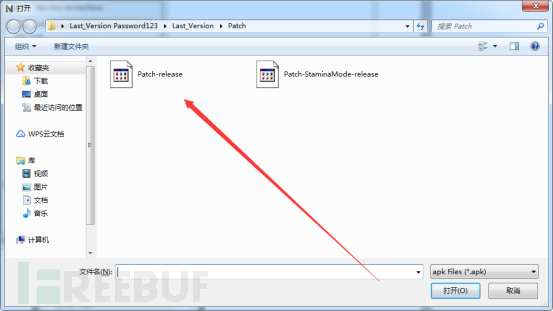 打开
Last_Version Password123 ▸ Last_Version ▸ Patch
搜索 Patch
组织 新建文件夹
收藏夹
下载
桌面
最近访问的位置
WPS云文档
库
视频
图片
文档
音乐
计算机
Patch-release
Patch-StaminaMode-release
文件名(N):
apk Files (*.apk)
打开(O) 取消
FREEBUF